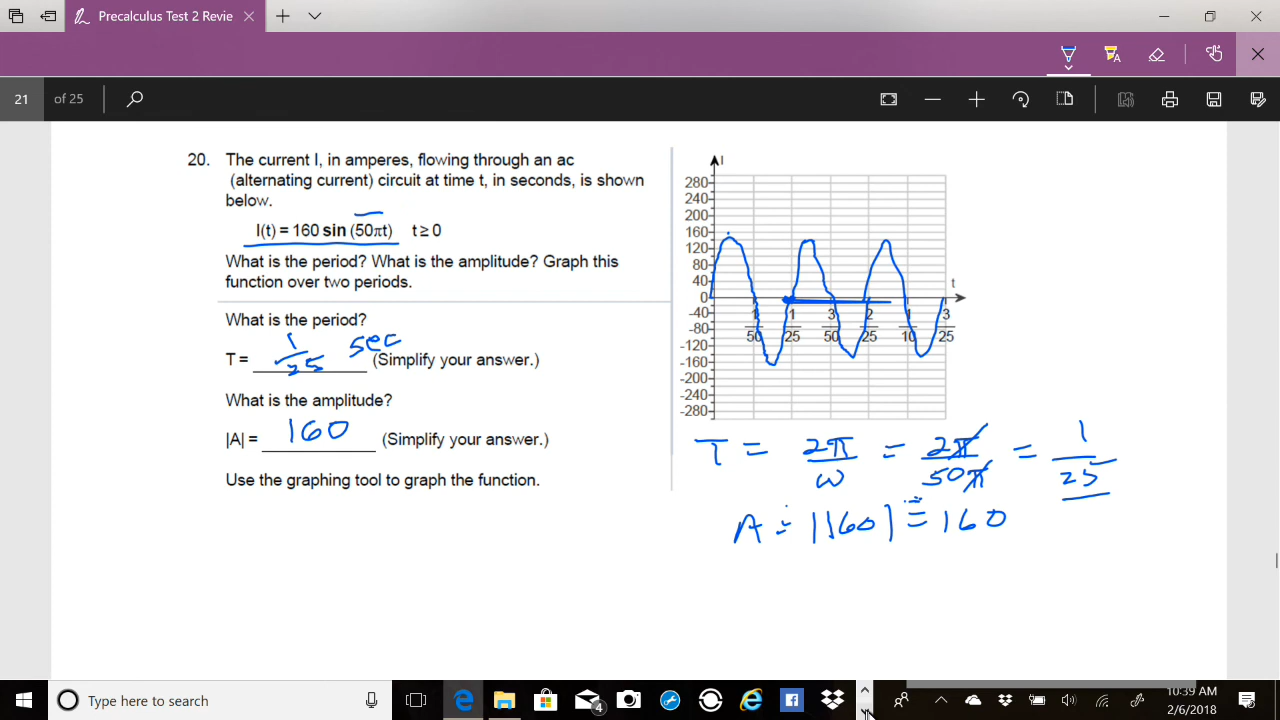 Precalculus Test 2 Revie
21 of 25
20. The current I, in amperes, flowing through an ac
(alternating current) circuit at time t, in seconds, is shown
below.
I(t) = 160 sin (50πt) t ≥ 0
What is the period? What is the amplitude? Graph this
function over two periods.
What is the period?
T = 1/25 sec (Simplify your answer.)
What is the amplitude?
|A| = 160 (Simplify your answer.)
Use the graphing tool to graph the function.
I
280
240
200
160
120
80
40
0
-40
-80
-120
-160
-200
-240
-280
t
1/50 1/25 3/50 2/25 1/10 3/25
T = 2π/ω = 2π/50π = 1/25
A = |160| = 160
Type here to search
4
10:39 AM
2/6/2018